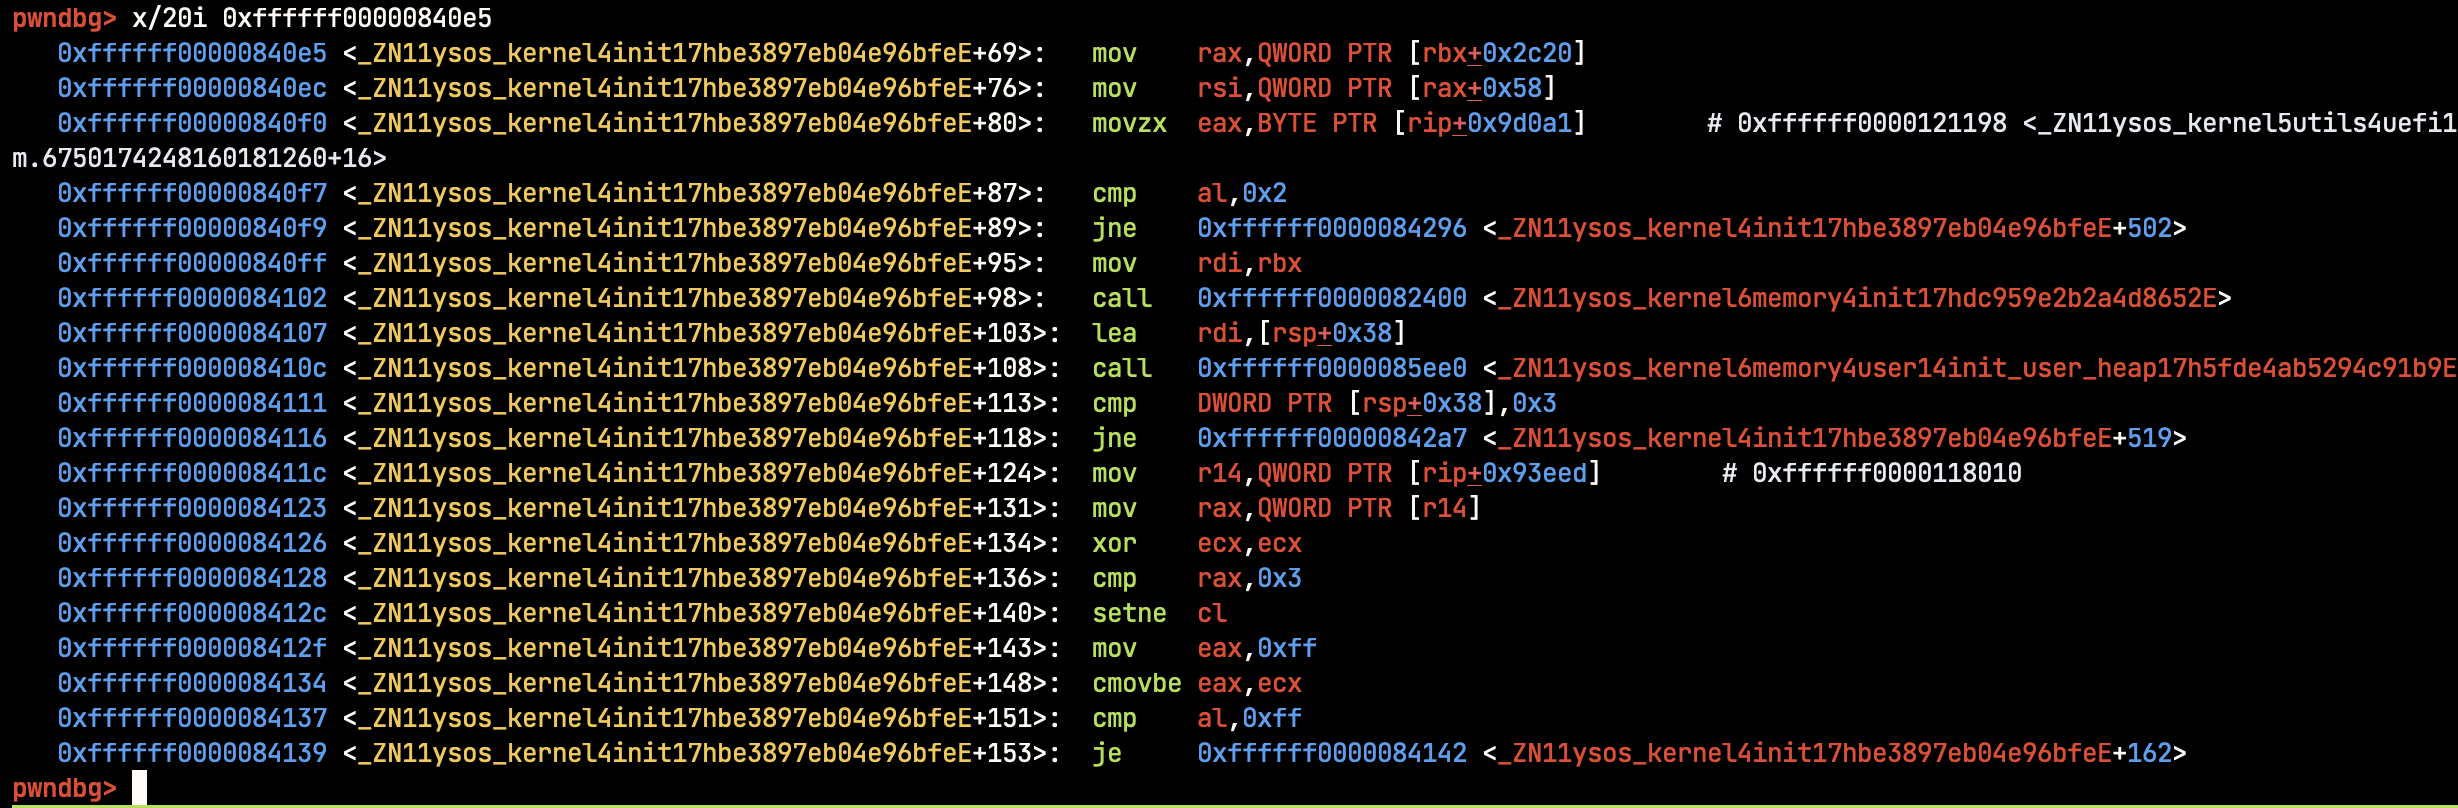 pwndbg> x/20i 0xffffff00000840e5
0xffffff00000840e5 <_ZN11ysos_kernel4init17hbe3897eb04e96bfeE+69>: mov rax,QWORD PTR [rbx+0x2c20]
0xffffff00000840ec <_ZN11ysos_kernel4init17hbe3897eb04e96bfeE+76>: mov rsi,QWORD PTR [rax+0x58]
0xffffff00000840f0 <_ZN11ysos_kernel4init17hbe3897eb04e96bfeE+80>: movzx eax,BYTE PTR [rip+0x9d0a1] # 0xffffff0000121198 <_ZN11ysos_kernel5utils4uefi1
m.6750174248160181260+16>
0xffffff00000840f7 <_ZN11ysos_kernel4init17hbe3897eb04e96bfeE+87>: cmp al,0x2
0xffffff00000840f9 <_ZN11ysos_kernel4init17hbe3897eb04e96bfeE+89>: jne 0xffffff0000084296 <_ZN11ysos_kernel4init17hbe3897eb04e96bfeE+502>
0xffffff00000840ff <_ZN11ysos_kernel4init17hbe3897eb04e96bfeE+95>: mov rdi,rbx
0xffffff0000084102 <_ZN11ysos_kernel4init17hbe3897eb04e96bfeE+98>: call 0xffffff0000082400 <_ZN11ysos_kernel6memory4init17hdc959e2b2a4d8652E>
0xffffff0000084107 <_ZN11ysos_kernel4init17hbe3897eb04e96bfeE+103>: lea rdi,[rsp+0x38]
0xffffff000008410c <_ZN11ysos_kernel4init17hbe3897eb04e96bfeE+108>: call 0xffffff0000085ee0 <_ZN11ysos_kernel6memory4user14init_user_heap17h5fde4ab5294c91b9E
0xffffff0000084111 <_ZN11ysos_kernel4init17hbe3897eb04e96bfeE+113>: cmp DWORD PTR [rsp+0x38],0x3
0xffffff0000084116 <_ZN11ysos_kernel4init17hbe3897eb04e96bfeE+118>: jne 0xffffff00000842a7 <_ZN11ysos_kernel4init17hbe3897eb04e96bfeE+519>
0xffffff000008411c <_ZN11ysos_kernel4init17hbe3897eb04e96bfeE+124>: mov r14,QWORD PTR [rip+0x93eed] # 0xffffff0000118010
0xffffff0000084123 <_ZN11ysos_kernel4init17hbe3897eb04e96bfeE+131>: mov rax,QWORD PTR [r14]
0xffffff0000084126 <_ZN11ysos_kernel4init17hbe3897eb04e96bfeE+134>: xor ecx,ecx
0xffffff0000084128 <_ZN11ysos_kernel4init17hbe3897eb04e96bfeE+136>: cmp rax,0x3
0xffffff000008412c <_ZN11ysos_kernel4init17hbe3897eb04e96bfeE+140>: setne cl
0xffffff000008412f <_ZN11ysos_kernel4init17hbe3897eb04e96bfeE+143>: mov eax,0xff
0xffffff0000084134 <_ZN11ysos_kernel4init17hbe3897eb04e96bfeE+148>: cmovbe eax,ecx
0xffffff0000084137 <_ZN11ysos_kernel4init17hbe3897eb04e96bfeE+151>: cmp al,0xff
0xffffff0000084139 <_ZN11ysos_kernel4init17hbe3897eb04e96bfeE+153>: je 0xffffff0000084142 <_ZN11ysos_kernel4init17hbe3897eb04e96bfeE+162>
pwndbg>